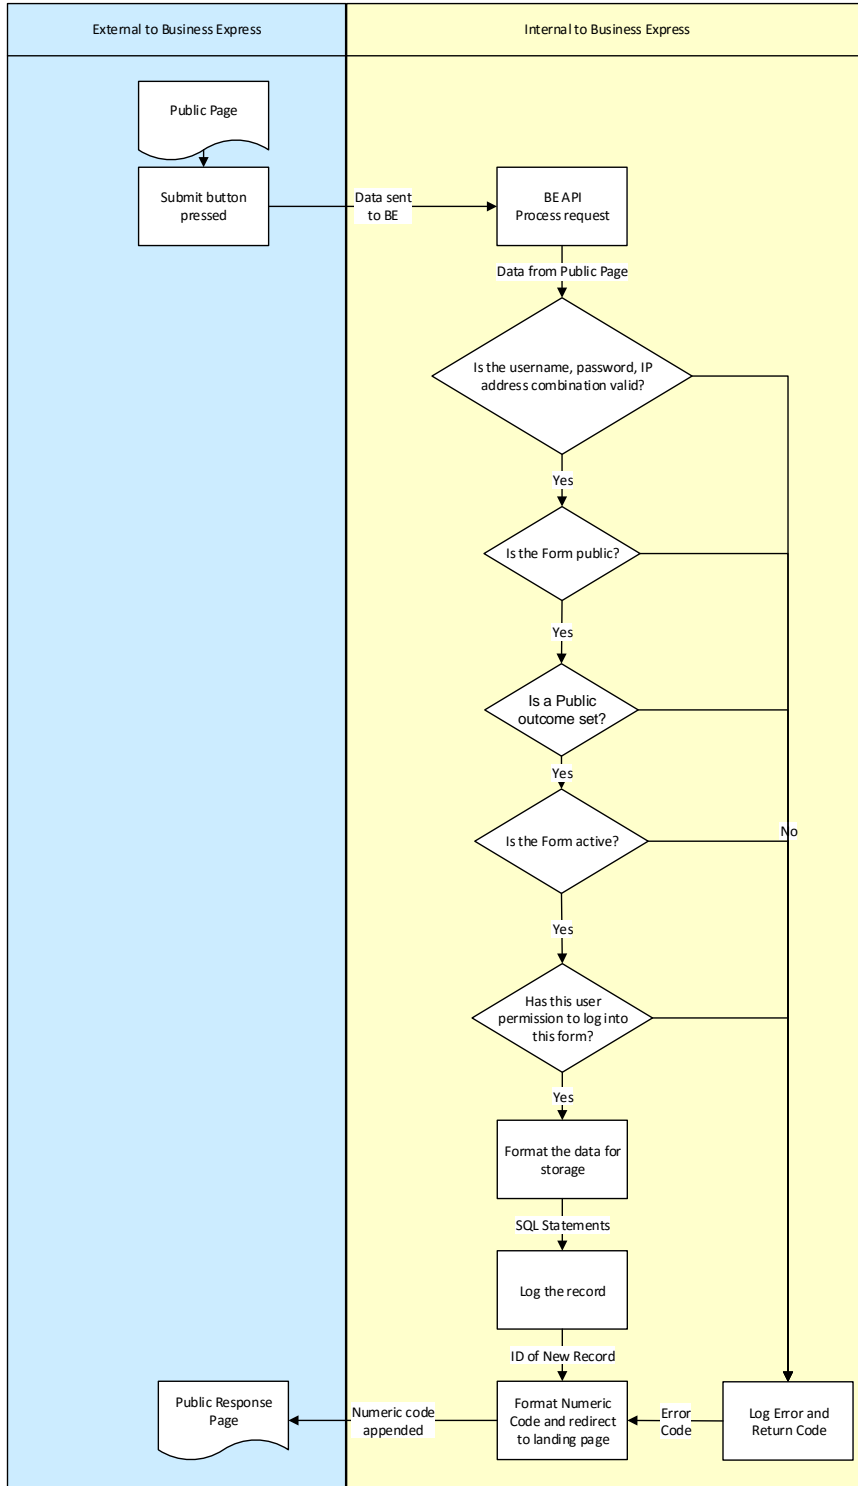 External to Business Express
Internal to Business Express
Public Page
Submit button
pressed
Data sent
to BE
BE API
Process request
Data from Public Page
Is the username, password, IP
address combination valid?
Yes
Is the Form public?
Yes
Is a Public
outcome set?
Yes
Is the Form active?
No
Yes
Has this user
permission to log into
this form?
Yes
Format the data for
storage
SQL Statements
Log the record
ID of New Record
Public Response
Page
Numeric code
appended
Format Numeric
Code and redirect
to landing page
Error
Code
Log Error and
Return Code